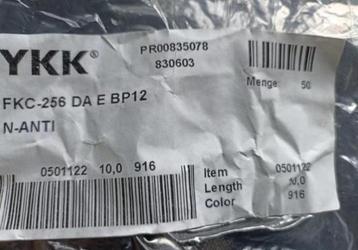 YKK®
PR00835078
830603
Menge: 50
FKC-256 DA E BP12
N-ANTI
0501122 10,0 916
Item 0501122
Length 10,0
Color 916